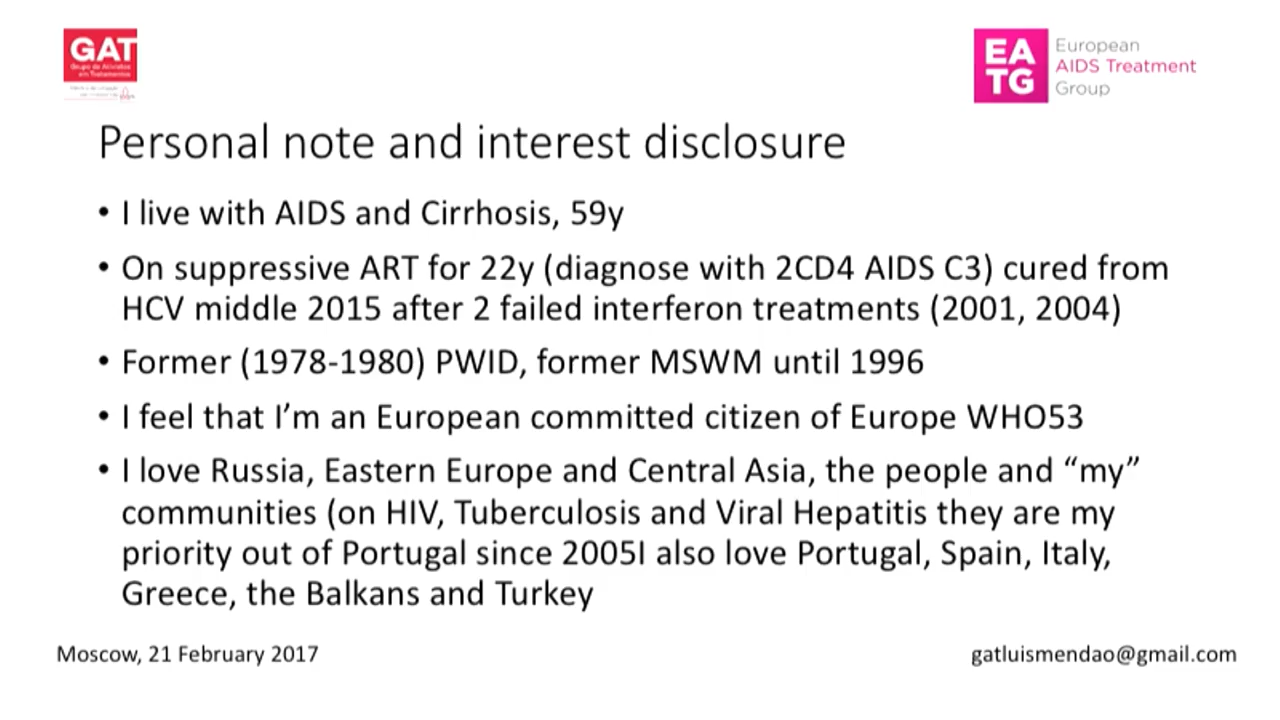 GAT
Grupo de Ativistas
em Tratamentos
EA
TG
European
AIDS Treatment
Group
Personal note and interest disclosure
• I live with AIDS and Cirrhosis, 59y
• On suppressive ART for 22y (diagnose with 2CD4 AIDS C3) cured from
HCV middle 2015 after 2 failed interferon treatments (2001, 2004)
• Former (1978-1980) PWID, former MSWM until 1996
• I feel that I’m an European committed citizen of Europe WHO53
• I love Russia, Eastern Europe and Central Asia, the people and “my”
communities (on HIV, Tuberculosis and Viral Hepatitis they are my
priority out of Portugal since 2005I also love Portugal, Spain, Italy,
Greece, the Balkans and Turkey
Moscow, 21 February 2017
gatluismendao@gmail.com